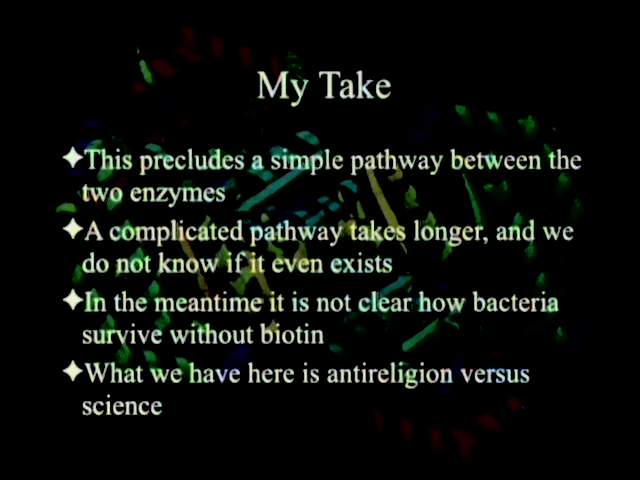 My Take
✦This precludes a simple pathway between the
two enzymes
✦A complicated pathway takes longer, and we
do not know if it even exists
✦In the meantime it is not clear how bacteria
survive without biotin
✦What we have here is antireligion versus
science